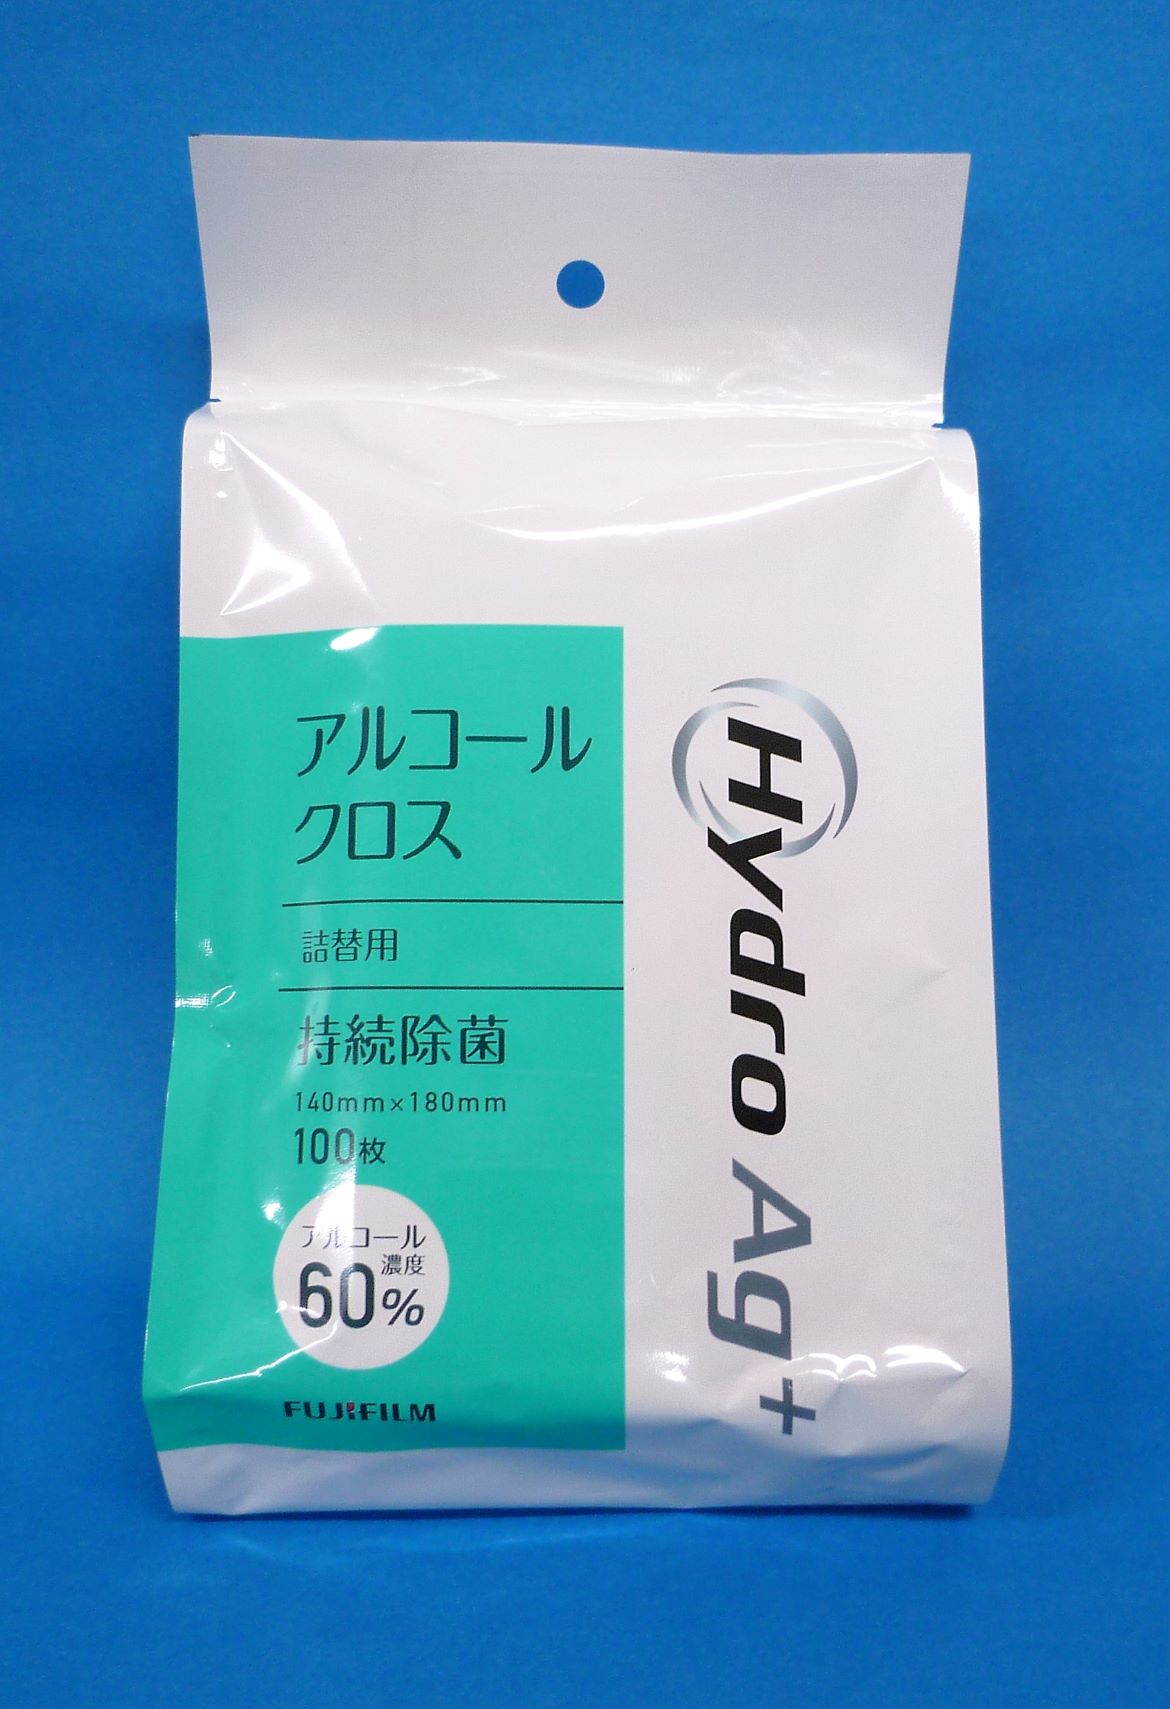 アルコール
クロス
詰替用
持続除菌
140mm×180mm
100枚
アルコール
濃度
60%
FUJIFILM
Hydro Ag+